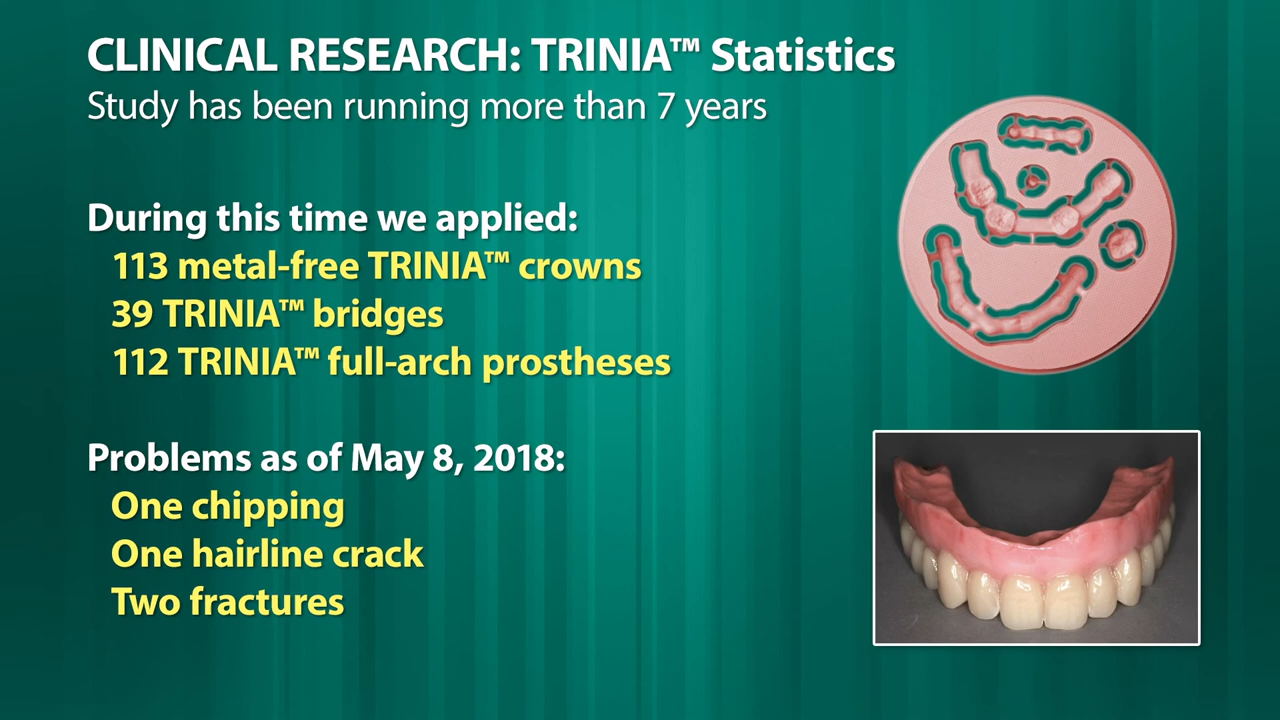 CLINICAL RESEARCH: TRINIA™ Statistics
Study has been running more than 7 years
During this time we applied:
113 metal-free TRINIA™ crowns
39 TRINIA™ bridges
112 TRINIA™ full-arch prostheses
Problems as of May 8, 2018:
One chipping
One hairline crack
Two fractures